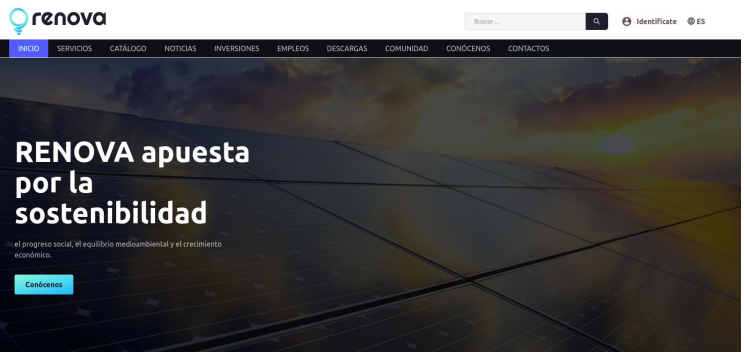 renova
Buscar ...
Identifícate
ES
INICIO SERVICIOS CATÁLOGO NOTICIAS INVERSIONES EMPLEOS DESCARGAS COMUNIDAD CONÓCENOS CONTACTOS
RENOVA apuesta
por la
sostenibilidad
el progreso social, el equilibrio medioambiental y el crecimiento
económico.
Conócenos